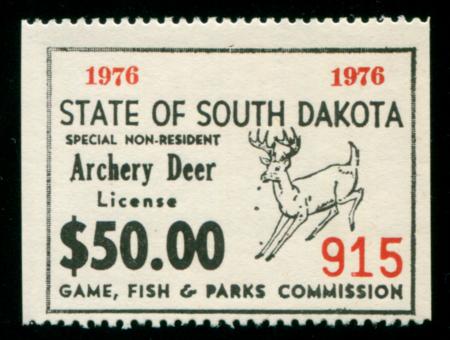 1976 1976
STATE OF SOUTH DAKOTA
SPECIAL NON-RESIDENT
Archery Deer
License
$50.00
915
GAME, FISH & PARKS COMMISSION